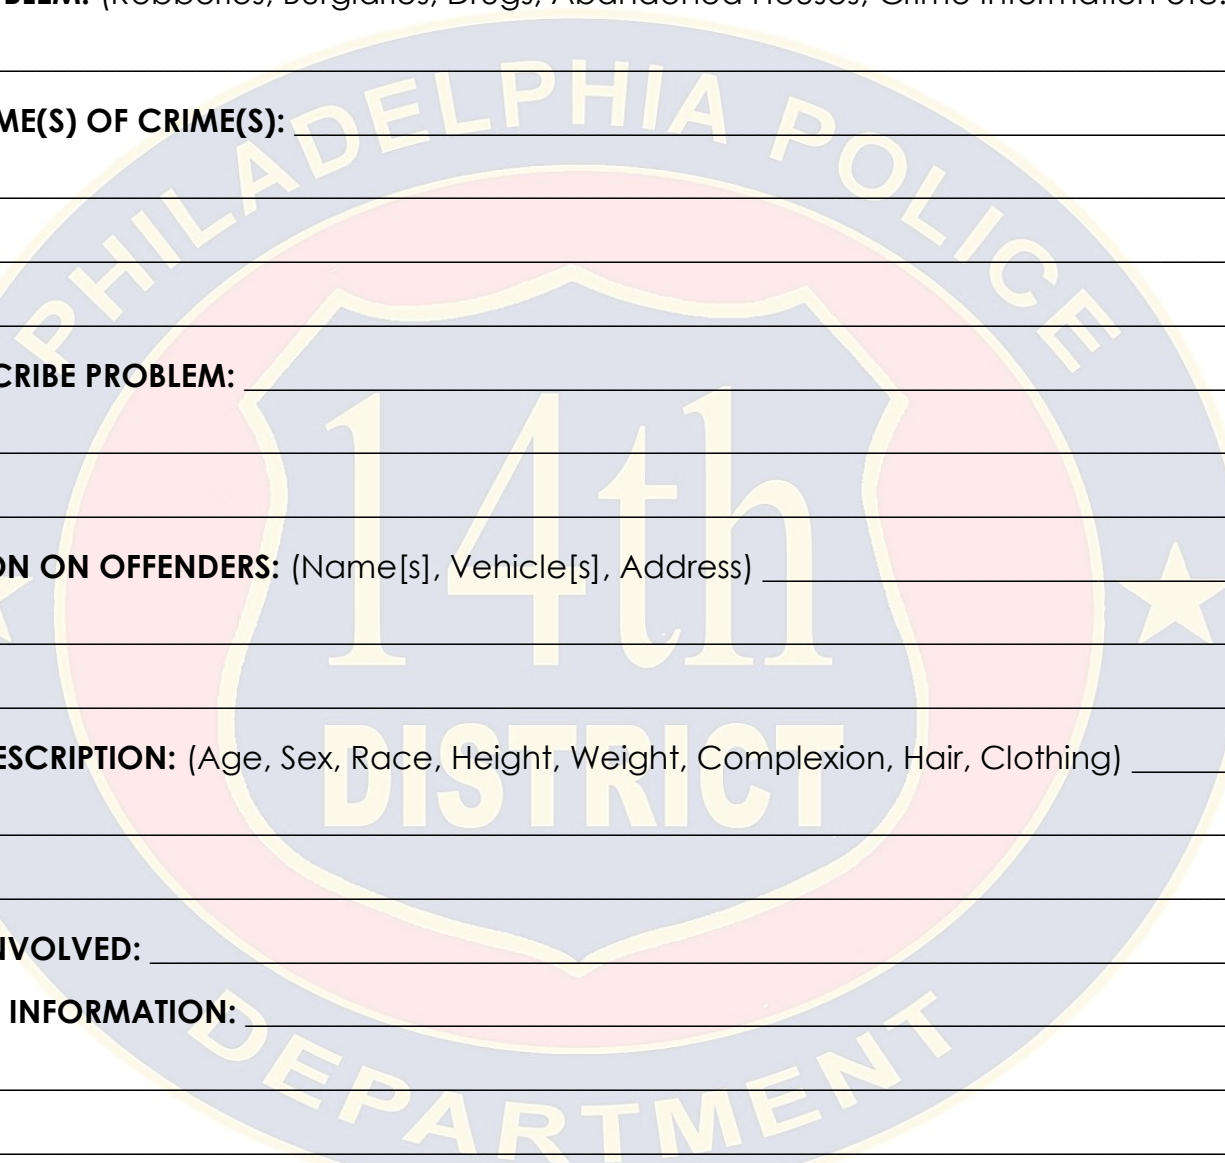 BLEM: (Robberies, Burglaries, Drugs, Abandoned Houses, Crime Information etc.
ME(S) OF CRIME(S):
CRIBE PROBLEM:
ON ON OFFENDERS: (Name[s], Vehicle[s], Address)
ESCRIPTION: (Age, Sex, Race, Height, Weight, Complexion, Hair, Clothing)
NVOLVED:
INFORMATION:
PHILADELPHIA POLICE
14th
DISTRICT
DEPARTMENT